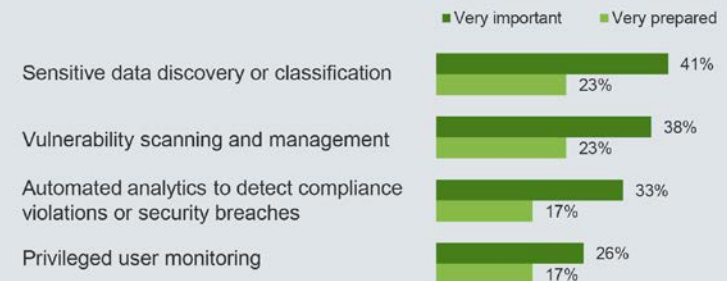 Very important Very prepared
Sensitive data discovery or classification
41%
23%
Vulnerability scanning and management
38%
23%
Automated analytics to detect compliance
violations or security breaches
33%
17%
Privileged user monitoring
26%
17%